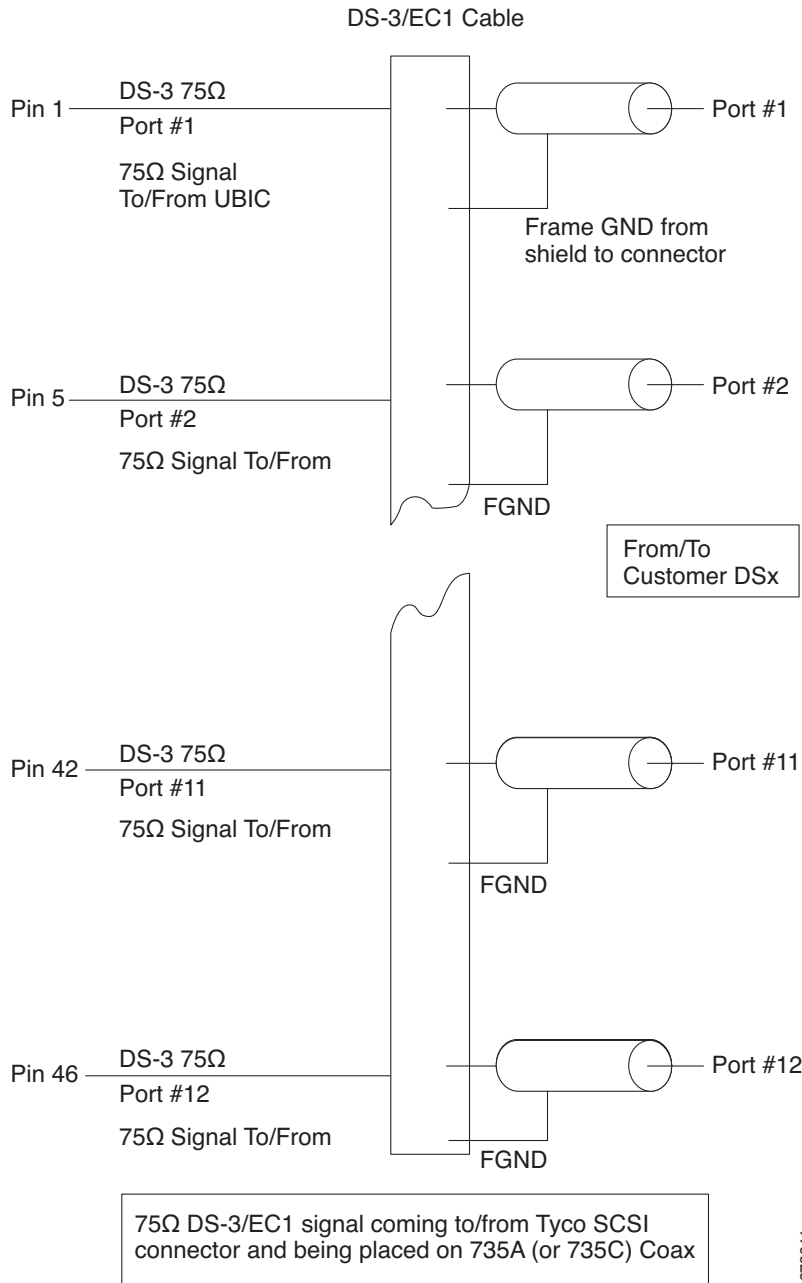 DS-3/EC1 Cable
Pin 1
DS-3 75Ω
Port #1
75Ω Signal
To/From UBIC
Port #1
Frame GND from
shield to connector
Pin 5
DS-3 75Ω
Port #2
75Ω Signal To/From
Port #2
FGND
From/To
Customer DSx
Pin 42
DS-3 75Ω
Port #11
75Ω Signal To/From
Port #11
FGND
Pin 46
DS-3 75Ω
Port #12
75Ω Signal To/From
Port #12
FGND
75Ω DS-3/EC1 signal coming to/from Tyco SCSI
connector and being placed on 735A (or 735C) Coax